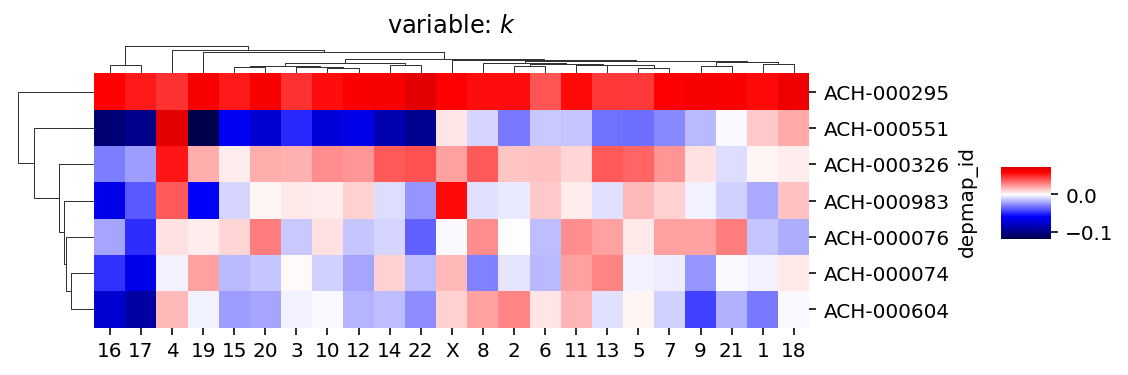 variable: k
ACH-000295
ACH-000551
ACH-000326
ACH-000983
ACH-000076
ACH-000074
ACH-000604
depmap_id
0.0
−0.1
16 17 4 19 15 20 3 10 12 14 22 X 8 2 6 11 13 5 7 9 21 1 18